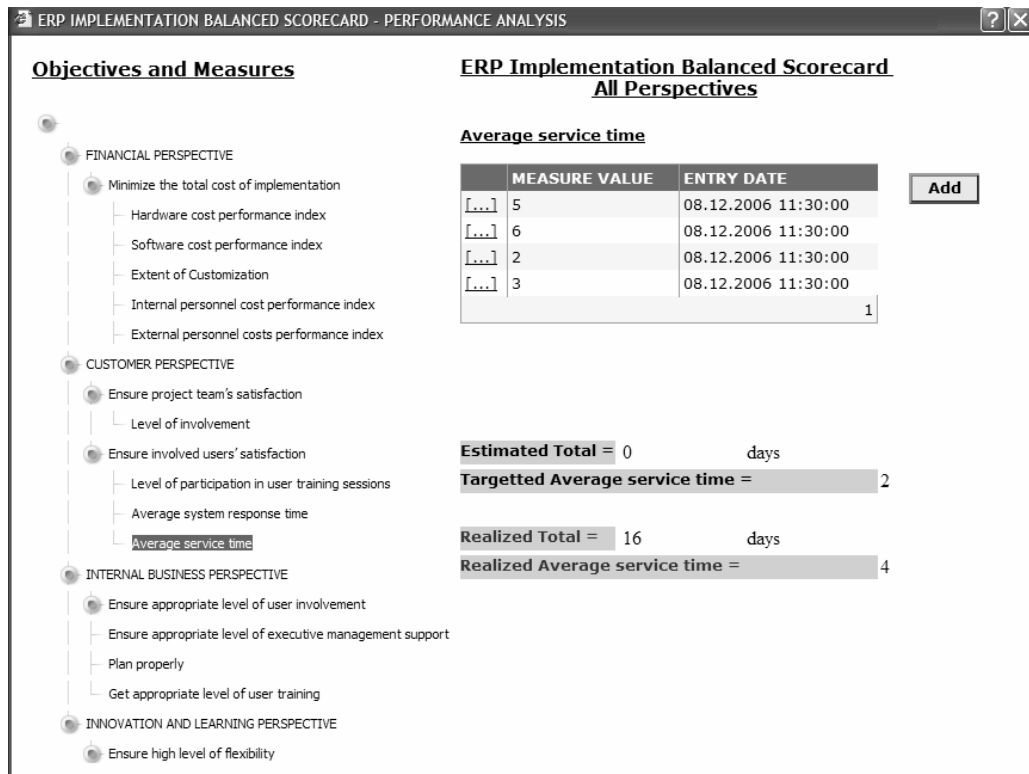 ERP IMPLEMENTATION BALANCED SCORECARD - PERFORMANCE ANALYSIS
Objectives and Measures
FINANCIAL PERSPECTIVE
Minimize the total cost of implementation
Hardware cost performance index
Software cost performance index
Extent of Customization
Internal personnel cost performance index
External personnel costs performance index
CUSTOMER PERSPECTIVE
Ensure project team's satisfaction
Level of involvement
Ensure involved users' satisfaction
Level of participation in user training sessions
Average system response time
Average service time
INTERNAL BUSINESS PERSPECTIVE
Ensure appropriate level of user involvement
Ensure appropriate level of executive management support
Plan properly
Get appropriate level of user training
INNOVATION AND LEARNING PERSPECTIVE
Ensure high level of flexibility
ERP Implementation Balanced Scorecard
All Perspectives
Average service time
MEASURE VALUE ENTRY DATE
[...] 5 08.12.2006 11:30:00
[...] 6 08.12.2006 11:30:00
[...] 2 08.12.2006 11:30:00
[...] 3 08.12.2006 11:30:00
1
Add
Estimated Total = 0 days
Targetted Average service time = 2
Realized Total = 16 days
Realized Average service time = 4